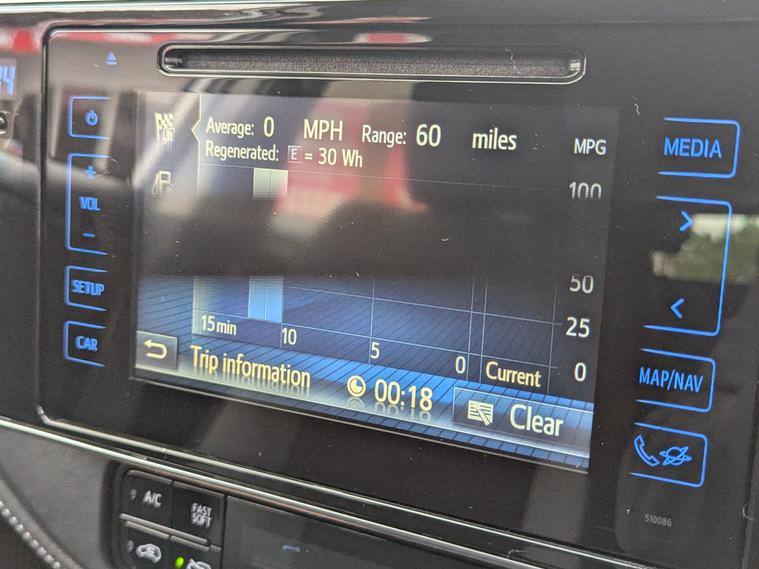 Average: 0 MPH Range: 60 miles
Regenerated: E = 30 Wh
MPG
100
50
25
0
15 min
10
5
0
Current
Trip information
00:18
Clear
VOL
SETUP
CAR
MEDIA
MAP/NAV
A/C
FAST
SOFT
510086